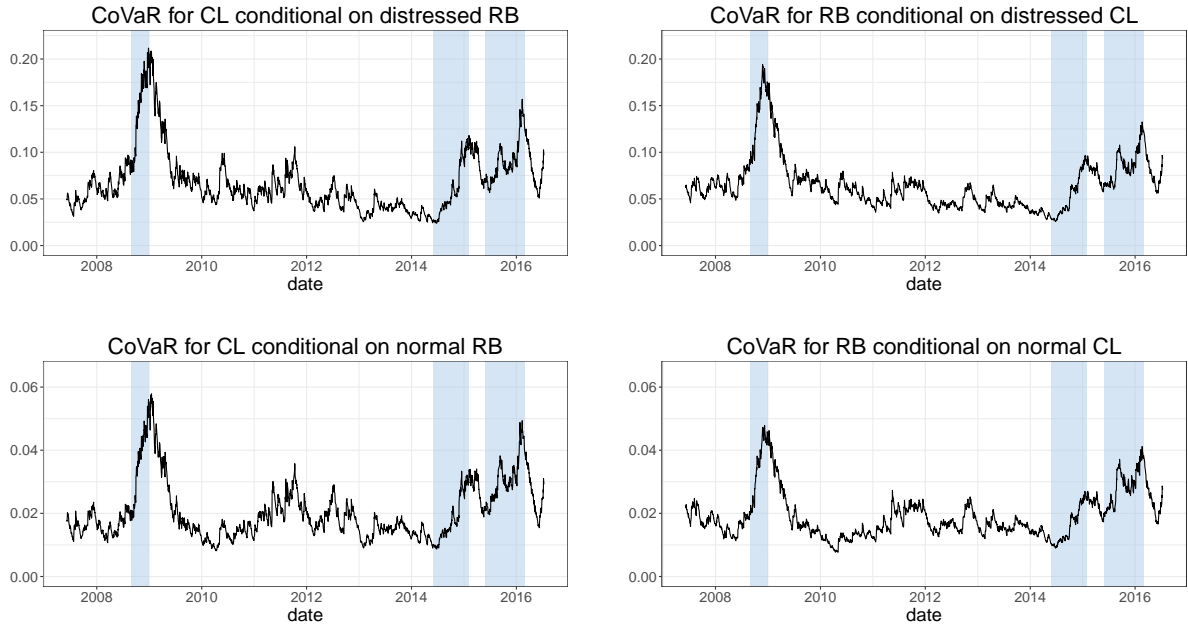 CoVaR for CL conditional on distressed RB
0.20
0.15
0.10
0.05
0.00
2008 2010 2012 2014 2016
date
CoVaR for RB conditional on distressed CL
0.20
0.15
0.10
0.05
0.00
2008 2010 2012 2014 2016
date
CoVaR for CL conditional on normal RB
0.06
0.04
0.02
0.00
2008 2010 2012 2014 2016
date
CoVaR for RB conditional on normal CL
0.06
0.04
0.02
0.00
2008 2010 2012 2014 2016
date